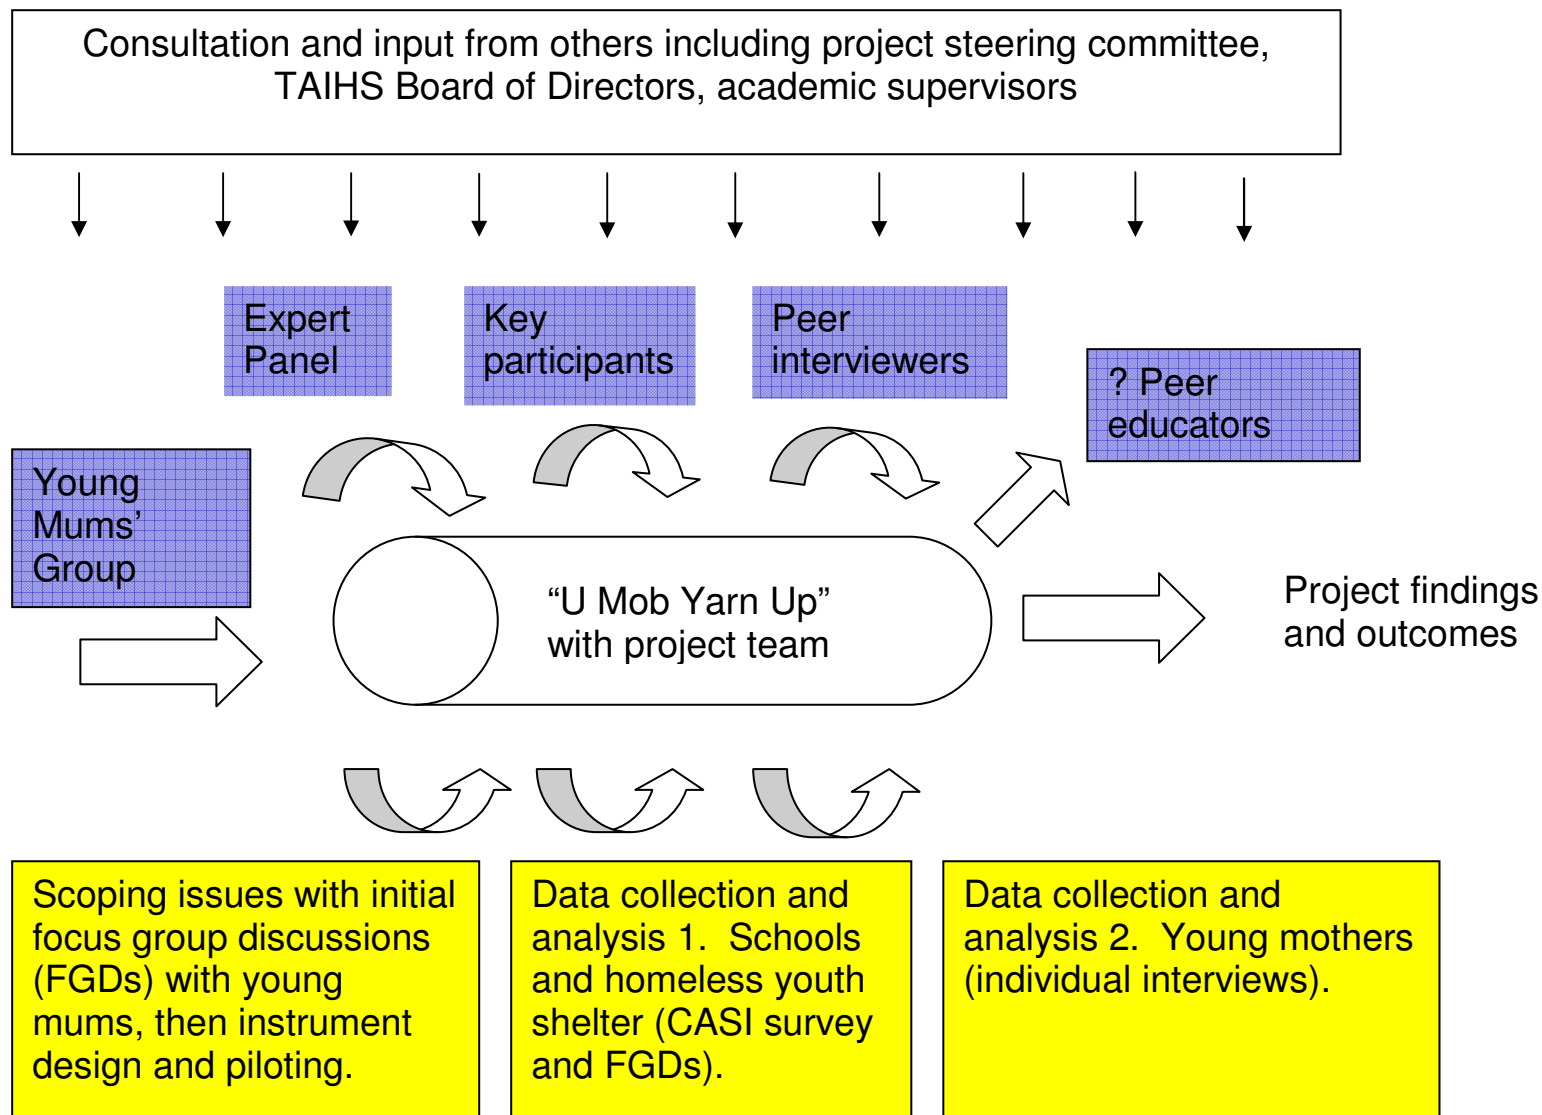 Consultation and input from others including project steering committee,
TAIHS Board of Directors, academic supervisors
Expert
Panel
Key
participants
Peer
interviewers
? Peer
educators
Young
Mums’
Group
“U Mob Yarn Up”
with project team
Project findings
and outcomes
Scoping issues with initial
focus group discussions
(FGDs) with young
mums, then instrument
design and piloting.
Data collection and
analysis 1.  Schools
and homeless youth
shelter (CASI survey
and FGDs).
Data collection and
analysis 2.  Young mothers
(individual interviews).